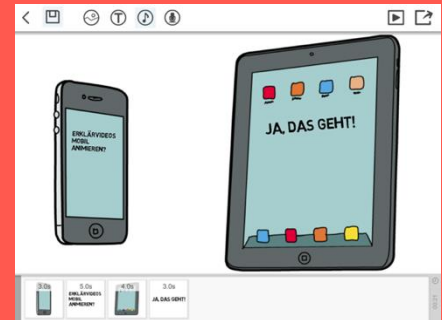 T
ERKLÄRVIDEOS
MOBIL
ANIMIEREN?
JA, DAS GEHT!
3.0s
5.0s
4.0s
3.0s
ERKLÄRVIDEOS
MOBIL
ANIMIEREN?
JA, DAS GEHT!